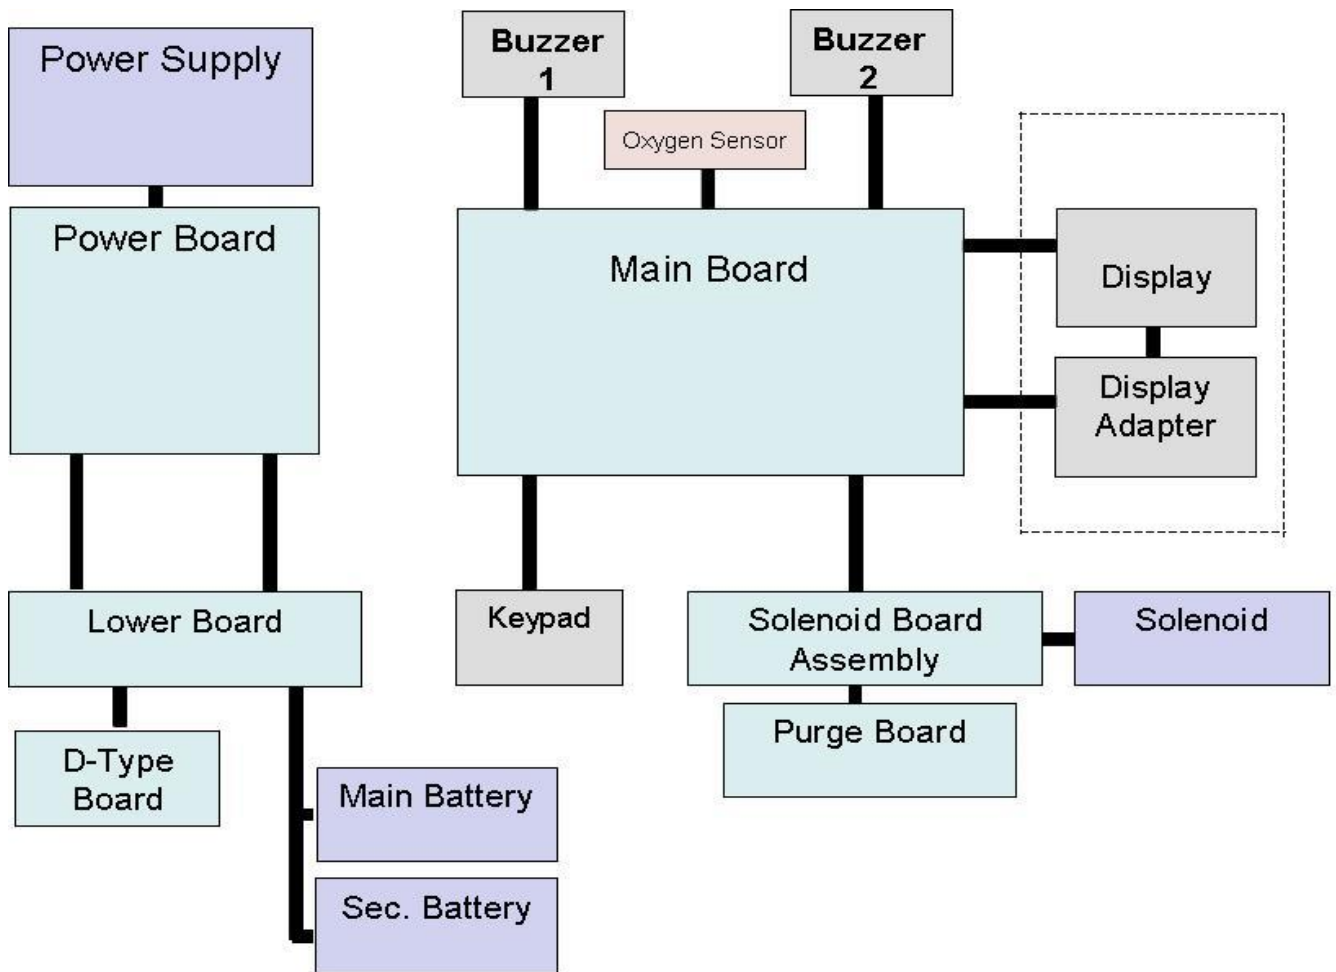 Power Supply
Buzzer
1
Buzzer
2
Oxygen Sensor
Power Board
Main Board
Display
Display
Adapter
Lower Board
Keypad
Solenoid Board
Assembly
Solenoid
D-Type
Board
Purge Board
Main Battery
Sec. Battery